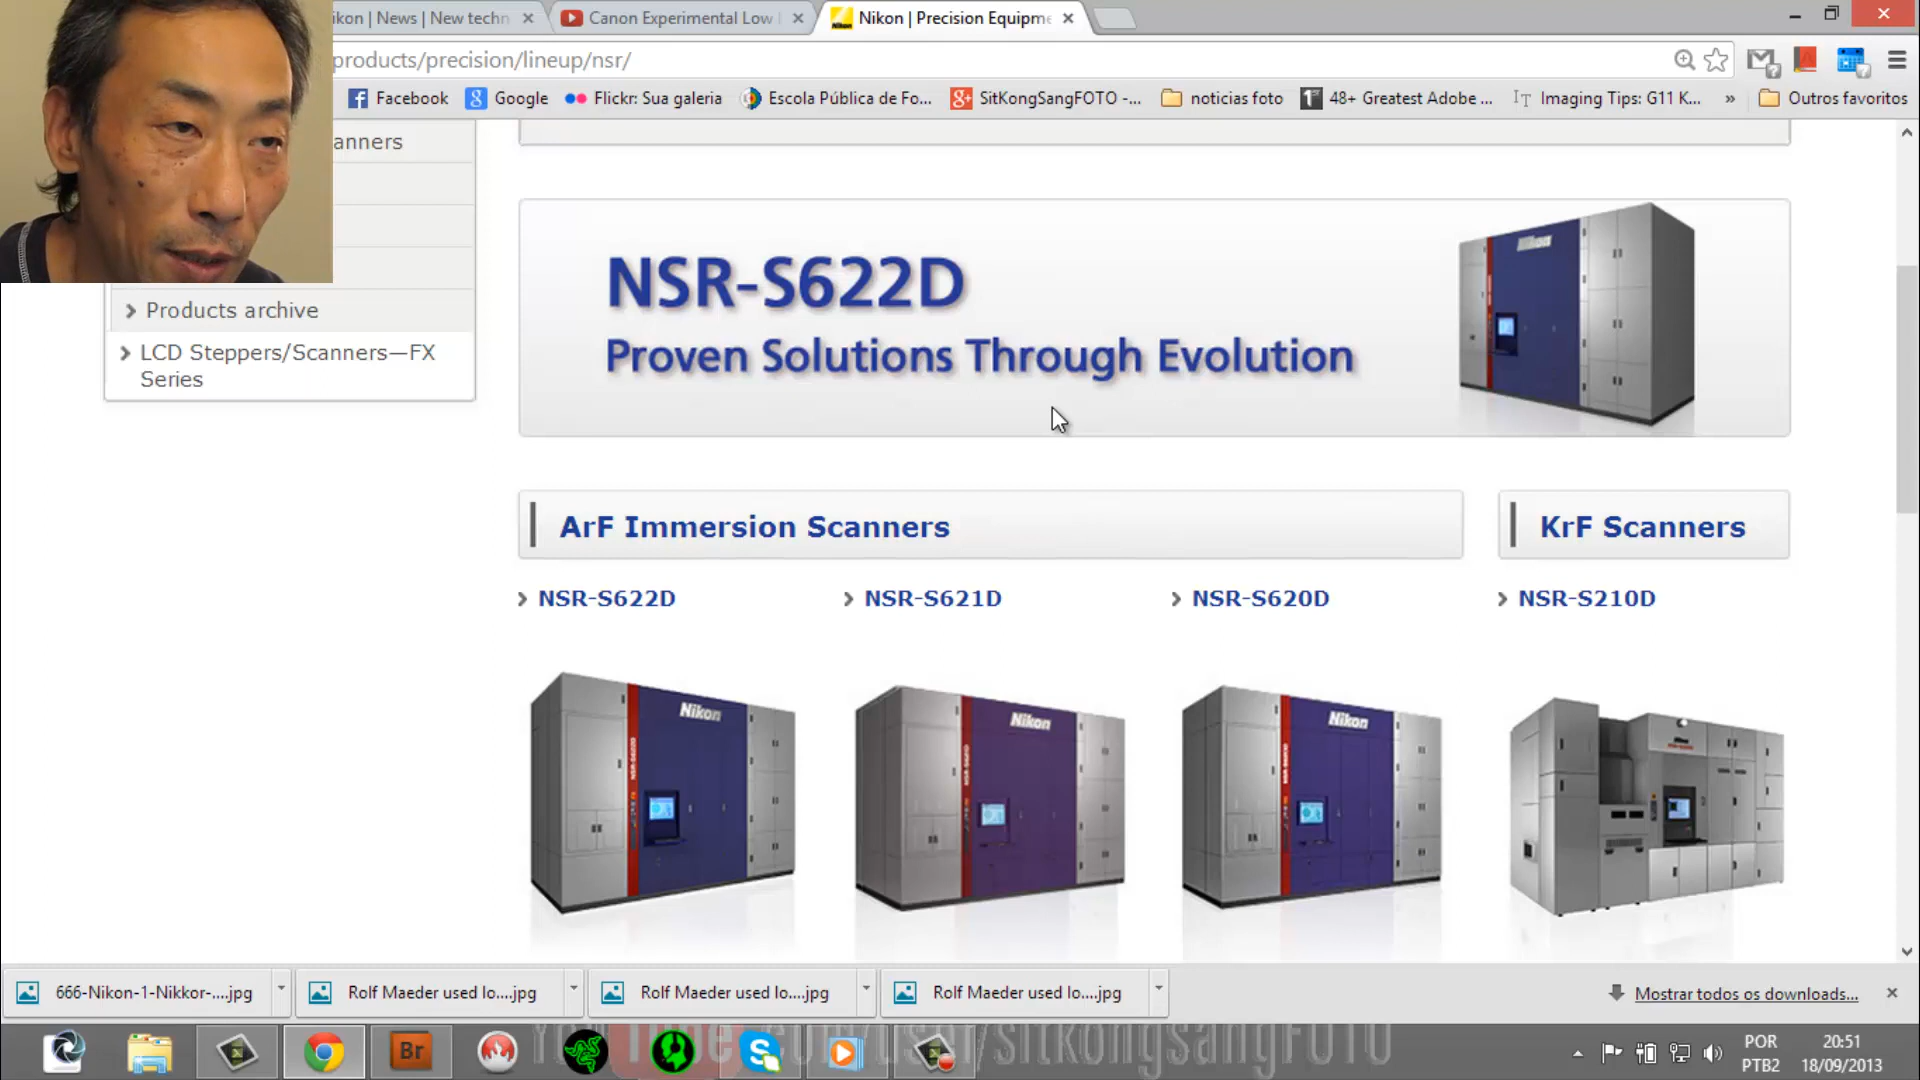 ikon | News | New techn
Canon Experimental Low
Nikon | Precision Equipme
products/precision/lineup/nsr/
Facebook
Google
Flickr: Sua galeria
Escola Pública de Fo...
SitKongSangFOTO -...
noticias foto
48+ Greatest Adobe ...
Imaging Tips: G11 K...
»
Outros favoritos
anners
Products archive
LCD Steppers/Scanners—FX
Series
NSR-S622D
Proven Solutions Through Evolution
Nikon
ArF Immersion Scanners
KrF Scanners
NSR-S622D
NSR-S621D
NSR-S620D
NSR-S210D
Nikon
Nikon
Nikon
666-Nikon-1-Nikkor-....jpg
Rolf Maeder used lo....jpg
Rolf Maeder used lo....jpg
Rolf Maeder used lo....jpg
Mostrar todos os downloads...
Br
POR
PTB2
20:51
18/09/2013
YouTube.com/user/sitkongsangFOTO